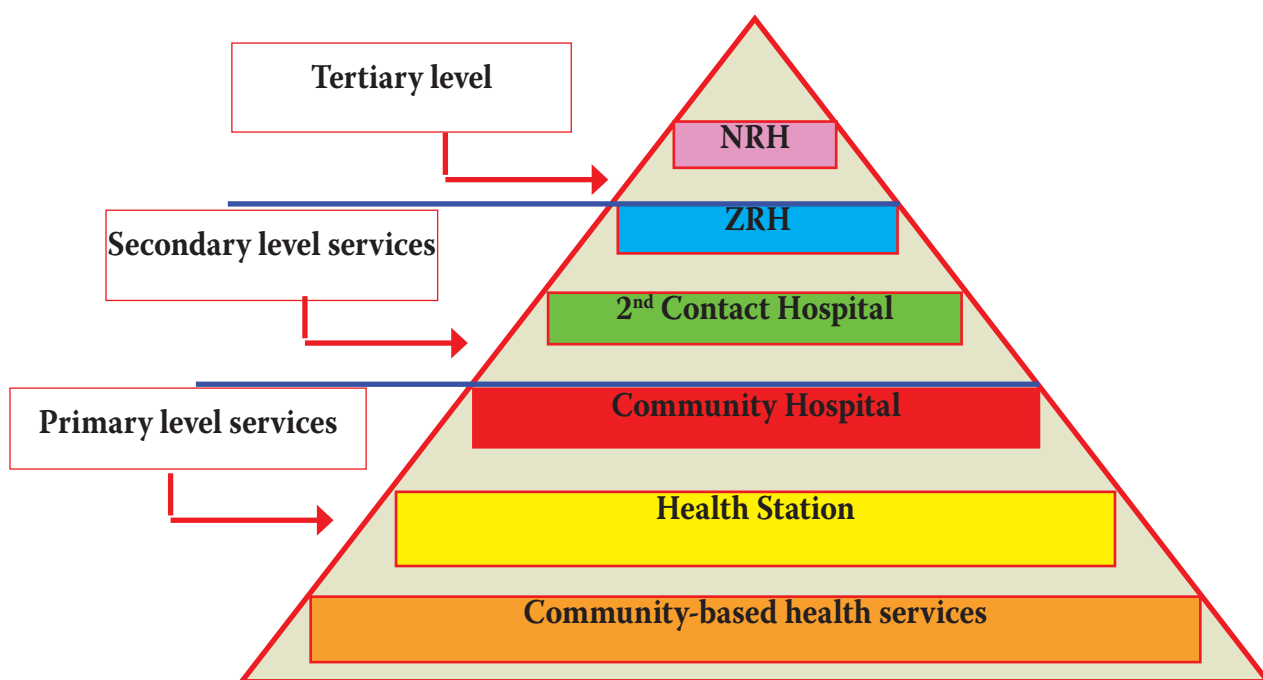 Tertiary level
NRH
ZRH
Secondary level services
2nd Contact Hospital
Community Hospital
Primary level services
Health Station
Community-based health services